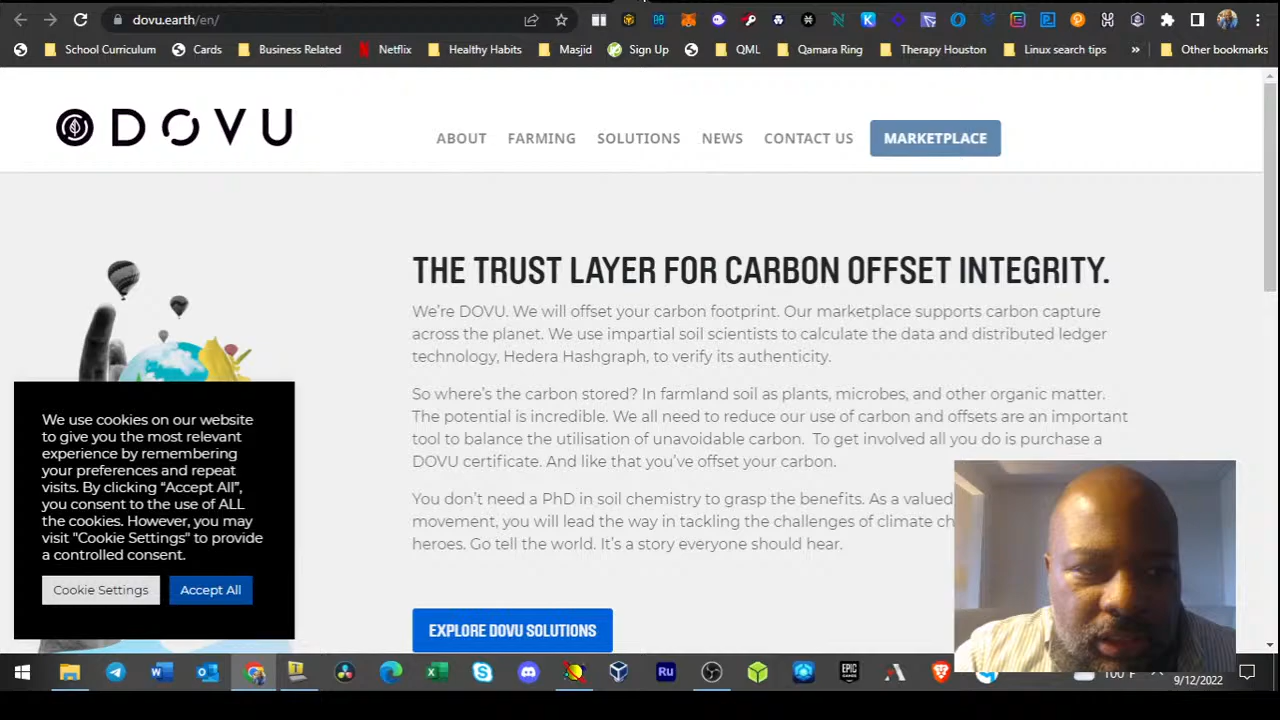 dovu.earth/en/
School Curriculum Cards Business Related Netflix Healthy Habits Masjid Sign Up QML Qamara Ring Therapy Houston Linux search tips » Other bookmarks
DOVU
ABOUT FARMING SOLUTIONS NEWS CONTACT US MARKETPLACE
THE TRUST LAYER FOR CARBON OFFSET INTEGRITY.
We’re DOVU. We will offset your carbon footprint. Our marketplace supports carbon capture
across the planet. We use impartial soil scientists to calculate the data and distributed ledger
technology, Hedera Hashgraph, to verify its authenticity.
So where’s the carbon stored? In farmland soil as plants, microbes, and other organic matter.
The potential is incredible. We all need to reduce our use of carbon and offsets are an important
tool to balance the utilisation of unavoidable carbon. To get involved all you do is purchase a
DOVU certificate. And like that you’ve offset your carbon.
You don’t need a PhD in soil chemistry to grasp the benefits. As a valued
movement, you will lead the way in tackling the challenges of climate ch
heroes. Go tell the world. It’s a story everyone should hear.
EXPLORE DOVU SOLUTIONS
We use cookies on our website
to give you the most relevant
experience by remembering
your preferences and repeat
visits. By clicking “Accept All”,
you consent to the use of ALL
the cookies. However, you may
visit "Cookie Settings" to provide
a controlled consent.
Cookie Settings Accept All
Ru
EPIC
GAMES
9/12/2022